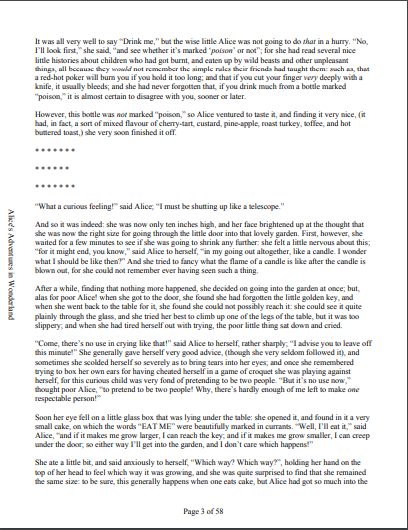 It was all very well to say “Drink me,” but the wise little Alice was not going to do that in a hurry. “No,
I’ll look first,” she said, “and see whether it’s marked ‘poison’ or not”; for she had read several nice
little histories about children who had got burnt, and eaten up by wild beasts and other unpleasant
things, all because they would not remember the simple rules their friends had taught them: such as, that
a red-hot poker will burn you if you hold it too long; and that if you cut your finger very deeply with a
knife, it usually bleeds; and she had never forgotten that, if you drink much from a bottle marked
“poison,” it is almost certain to disagree with you, sooner or later.
However, this bottle was not marked “poison,” so Alice ventured to taste it, and finding it very nice, (it
had, in fact, a sort of mixed flavour of cherry-tart, custard, pine-apple, roast turkey, toffee, and hot
buttered toast,) she very soon finished it off.
* * * * * * *
* * * * * *
* * * * * * *
“What a curious feeling!” said Alice; “I must be shutting up like a telescope.”
And so it was indeed: she was now only ten inches high, and her face brightened up at the thought that
she was now the right size for going through the little door into that lovely garden. First, however, she
waited for a few minutes to see if she was going to shrink any further: she felt a little nervous about this;
“for it might end, you know,” said Alice to herself, “in my going out altogether, like a candle. I wonder
what I should be like then?” And she tried to fancy what the flame of a candle is like after the candle is
blown out, for she could not remember ever having seen such a thing.
After a while, finding that nothing more happened, she decided on going into the garden at once; but,
alas for poor Alice! when she got to the door, she found she had forgotten the little golden key, and
when she went back to the table for it, she found she could not possibly reach it: she could see it quite
plainly through the glass, and she tried her best to climb up one of the legs of the table, but it was too
slippery; and when she had tired herself out with trying, the poor little thing sat down and cried.
“Come, there’s no use in crying like that!” said Alice to herself, rather sharply; “I advise you to leave off
this minute!” She generally gave herself very good advice, (though she very seldom followed it), and
sometimes she scolded herself so severely as to bring tears into her eyes; and once she remembered
trying to box her own ears for having cheated herself in a game of croquet she was playing against
herself, for this curious child was very fond of pretending to be two people. “But it’s no use now,”
thought poor Alice, “to pretend to be two people! Why, there’s hardly enough of me left to make one
respectable person!”
Soon her eye fell on a little glass box that was lying under the table: she opened it, and found in it a very
small cake, on which the words “EAT ME” were beautifully marked in currants. “Well, I’ll eat it,” said
Alice, “and if it makes me grow larger, I can reach the key; and if it makes me grow smaller, I can creep
under the door; so either way I’ll get into the garden, and I don’t care which happens!”
She ate a little bit, and said anxiously to herself, “Which way? Which way?”, holding her hand on the
top of her head to feel which way it was growing, and she was quite surprised to find that she remained
the same size: to be sure, this generally happens when one eats cake, but Alice had got so much into the
Alice’s Adventures in Wonderland
Page 3 of 58